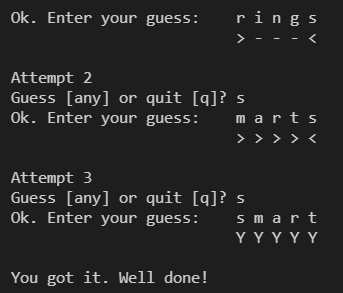 Ok. Enter your guess:    r i n g s
                         > - - - <
Attempt 2
Guess [any] or quit [q]? s
Ok. Enter your guess:    m a r t s
                         > > > > <
Attempt 3
Guess [any] or quit [q]? s
Ok. Enter your guess:    s m a r t
                         Y Y Y Y Y
You got it. Well done!